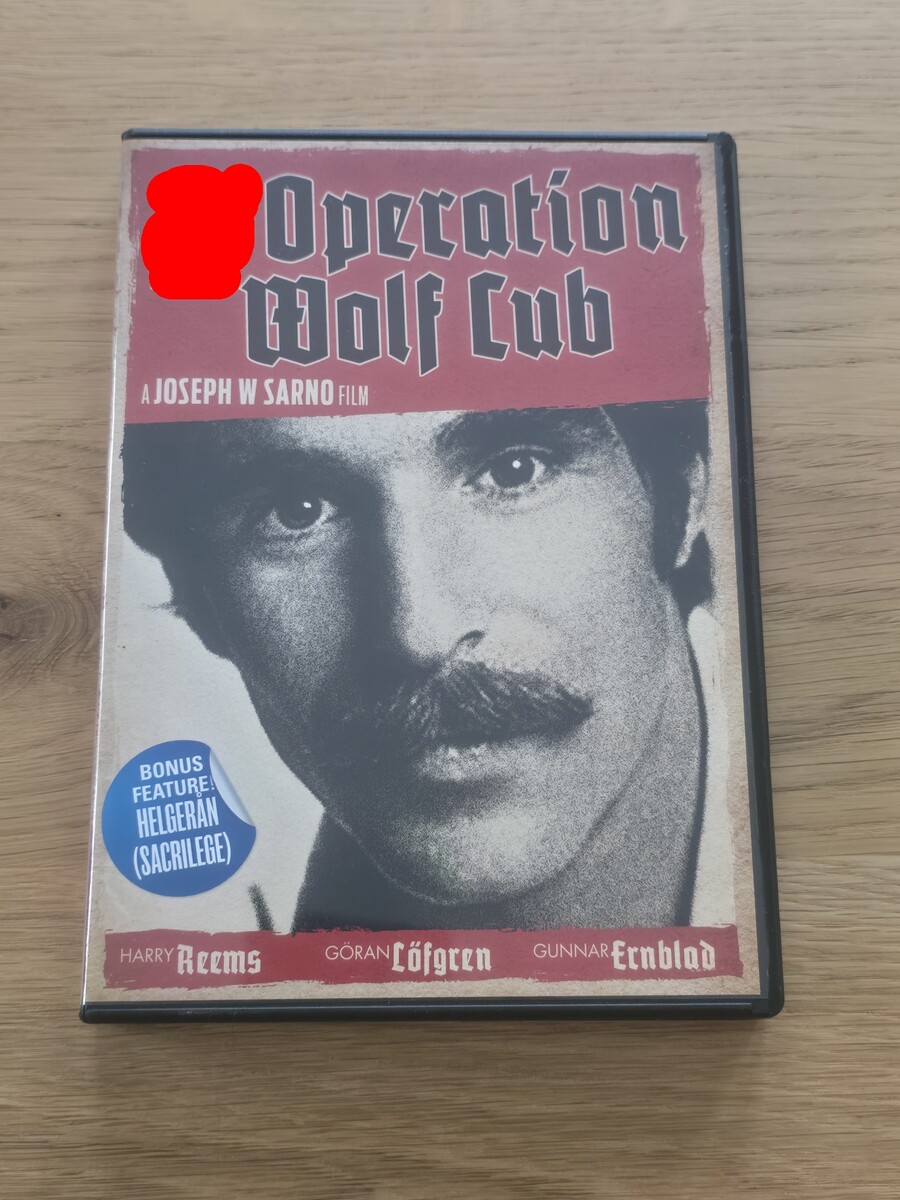 Operation
Wolf Cub
A JOSEPH W SARNO FILM
BONUS
FEATURE!
HELGERÅN
(SACRILEGE)
HARRY Reems GÖRAN Löfgren GUNNAR Ernblad